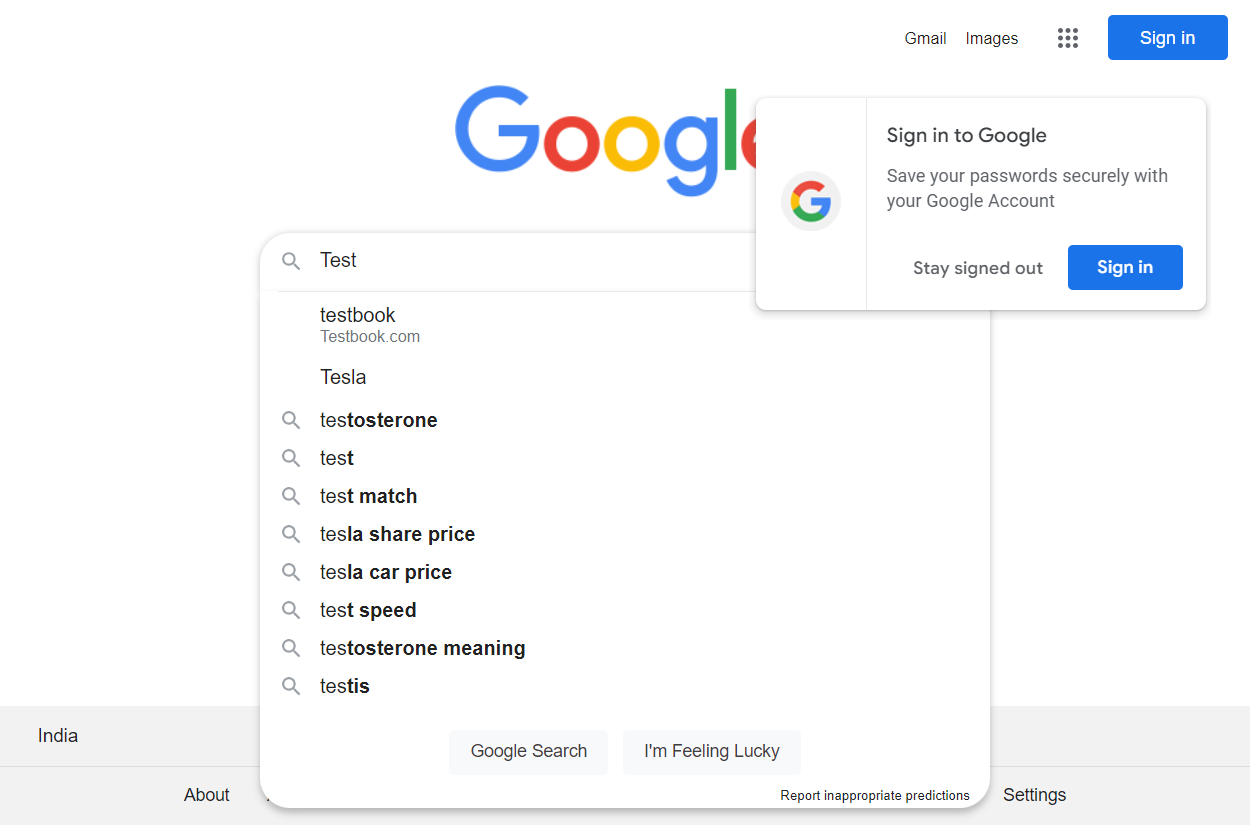 Gmail Images Sign in
Google
Sign in to Google
Save your passwords securely with
your Google Account
Stay signed out Sign in
Test
testbook
Testbook.com
Tesla
testosterone
test
test match
tesla share price
tesla car price
test speed
testosterone meaning
testis
Google Search I'm Feeling Lucky
Report inappropriate predictions
India
About Settings